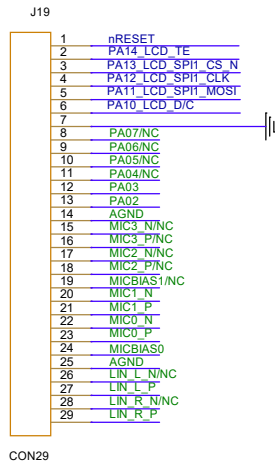 J19
1 nRESET
2 PA14_LCD_TE
3 PA13_LCD_SPI1_CS_N
4 PA12_LCD_SPI1_CLK
5 PA11_LCD_SPI1_MOSI
6 PA10_LCD_D/C
7
8 PA07/NC
9 PA06/NC
10 PA05/NC
11 PA04/NC
12 PA03
13 PA02
14 AGND
15 MIC3_N/NC
16 MIC3_P/NC
17 MIC2_N/NC
18 MIC2_P/NC
19 MICBIAS1/NC
20 MIC1_N
21 MIC1_P
22 MIC0_N
23 MIC0_P
24 MICBIAS0
25 AGND
26 LIN_L_N/NC
27 LIN_L_P
28 LIN_R_N/NC
29 LIN_R_P
CON29